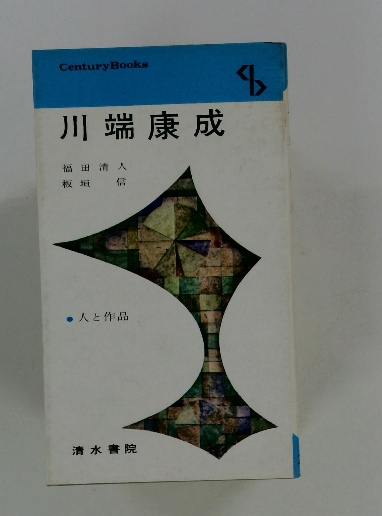 CenturyBooks
川端康成
福田清人
板垣 信
●人と作品
清水書院